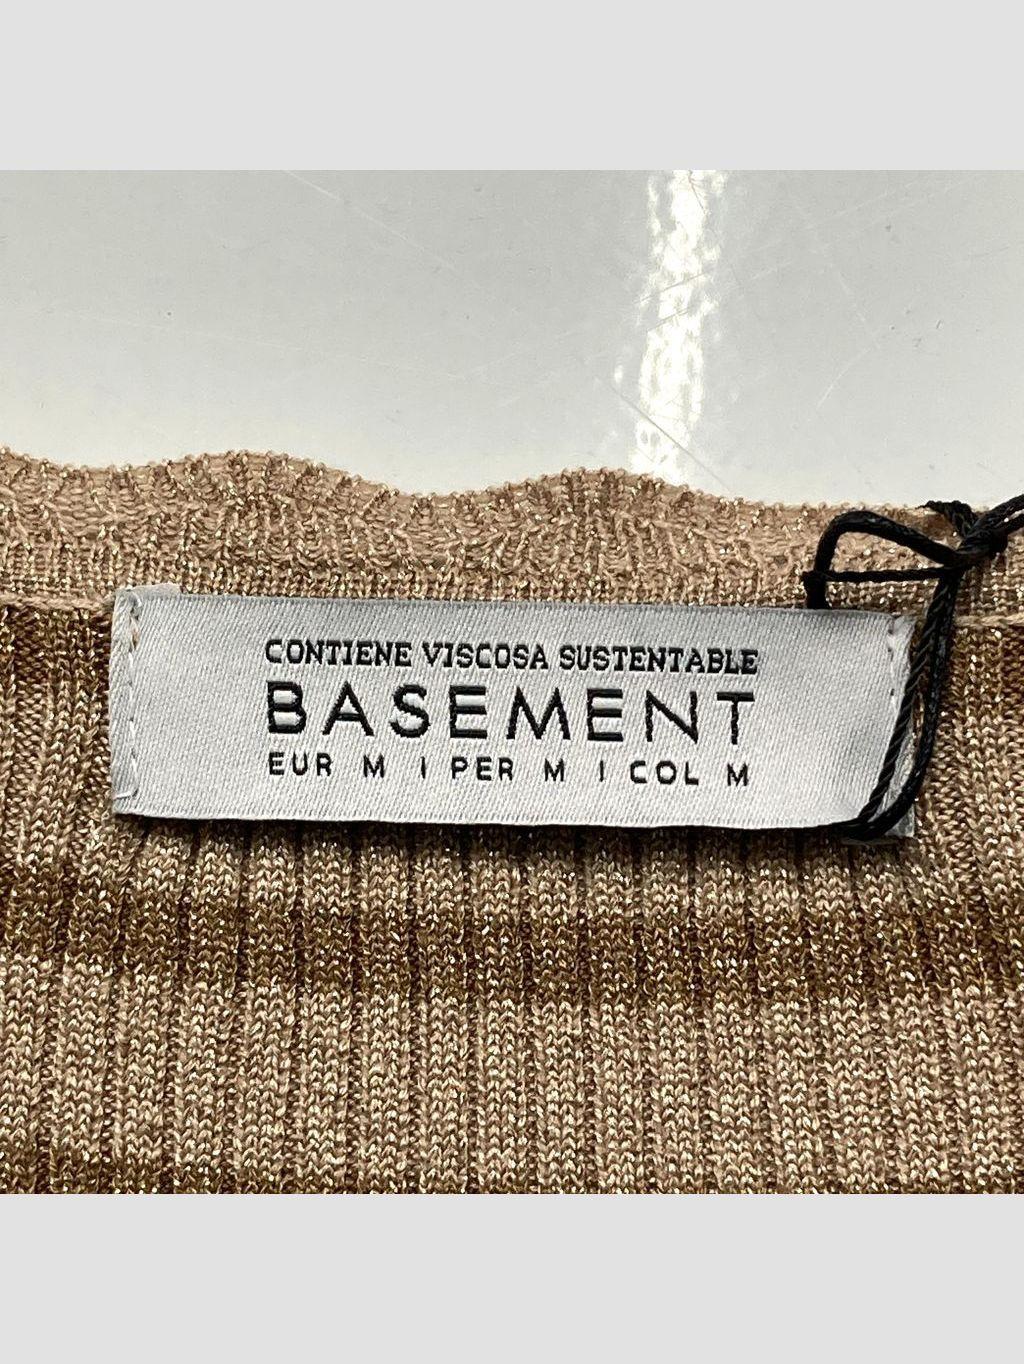 CONTIENE VISCOSA SUSTENTABLE
BASEMENT
EUR M | PER M | COL M